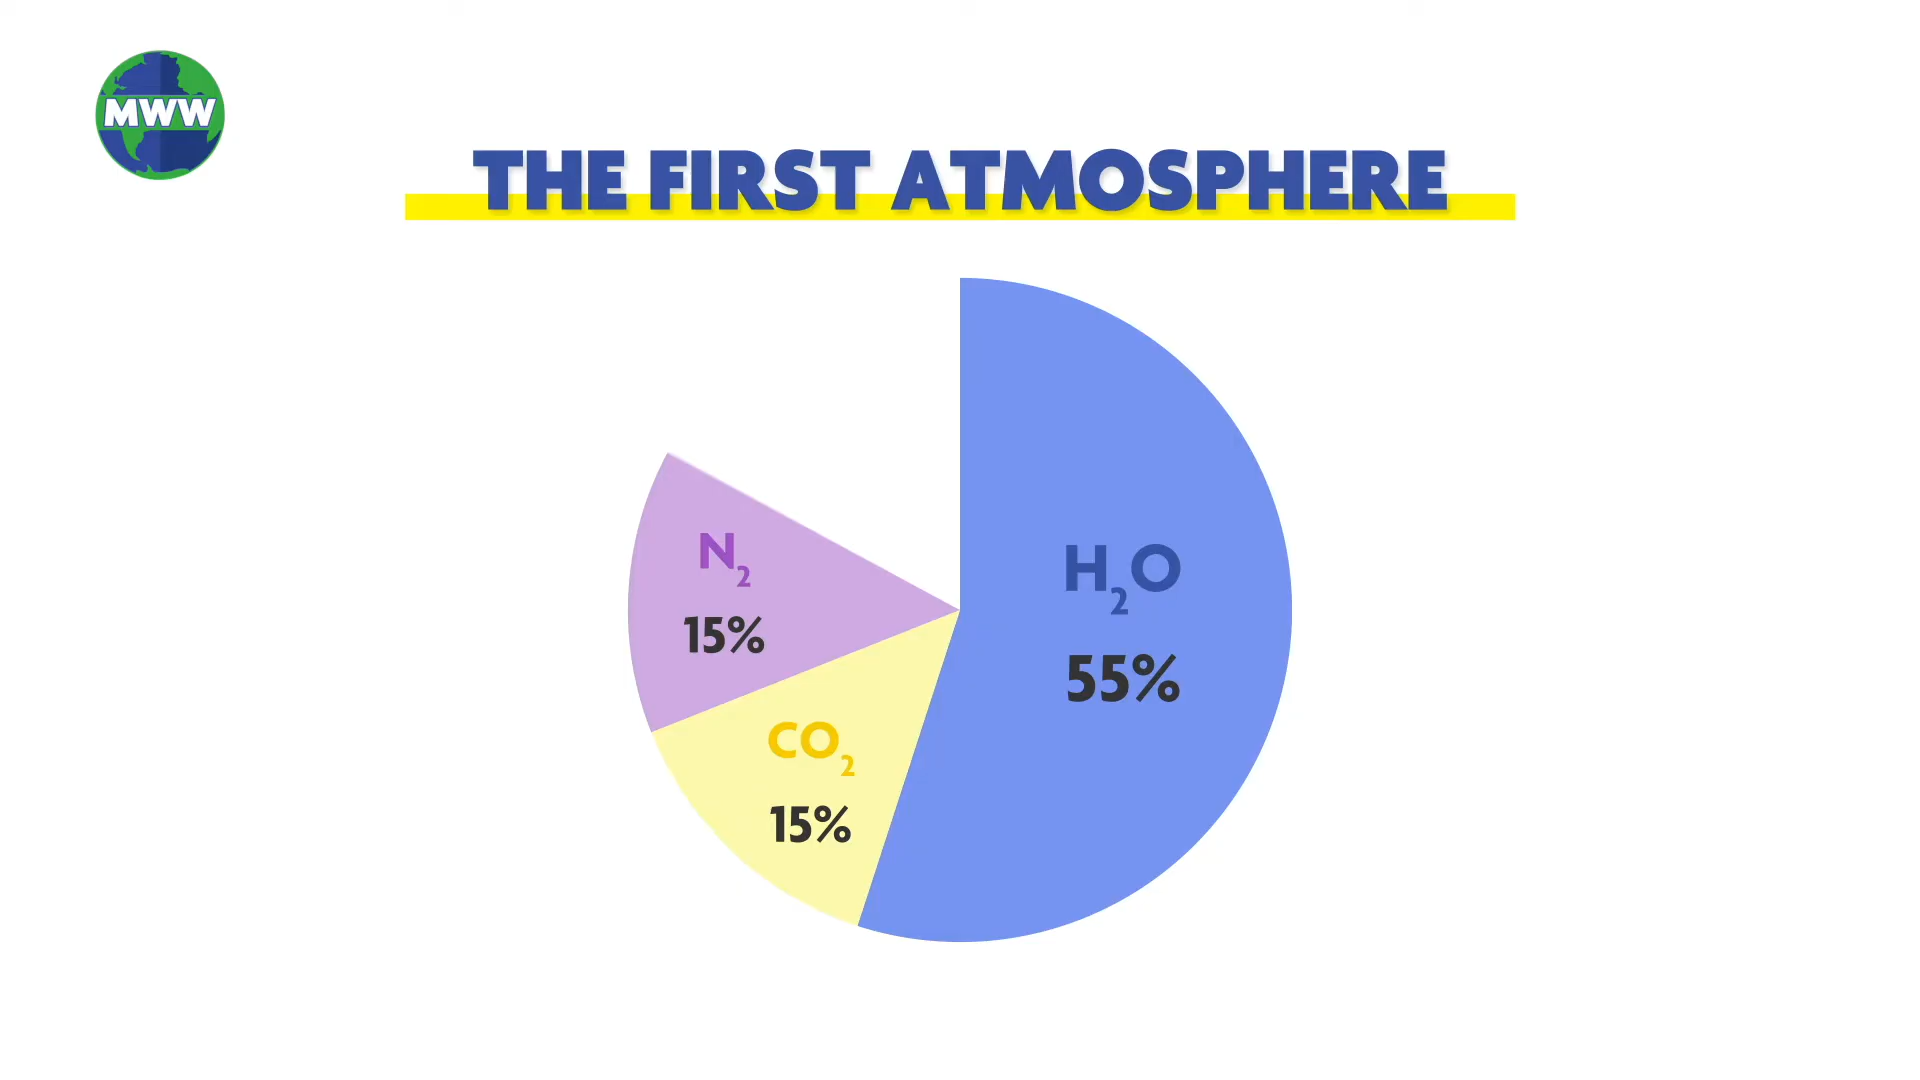 MWW
THE FIRST ATMOSPHERE
N₂
15%
H₂O
55%
CO₂
15%